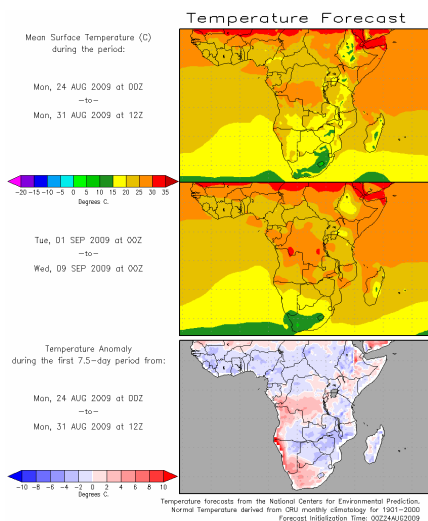 Temperature Forecast
Mean Surface Temperature (C)
during the period:
Mon, 24 AUG 2009 at 00Z
—to—
Mon, 31 AUG 2009 at 12Z
-20 -15 -10 -5 0 5 10 15 20 25 30 35
Degrees C.
Tue, 01 SEP 2009 at 00Z
—to—
Wed, 09 SEP 2009 at 00Z
Temperature Anomaly
during the first 7.5-day period from:
Mon, 24 AUG 2009 at 00Z
—to—
Mon, 31 AUG 2009 at 12Z
-10 -8 -6 -4 -2 0 2 4 6 8 10
Degrees C.
Temperature forecasts from the National Centers for Environmental Prediction.
Normal Temperature derived from CRU monthly climatology for 1901-2000
Forecast Initialization Time: 00Z24AUG2009